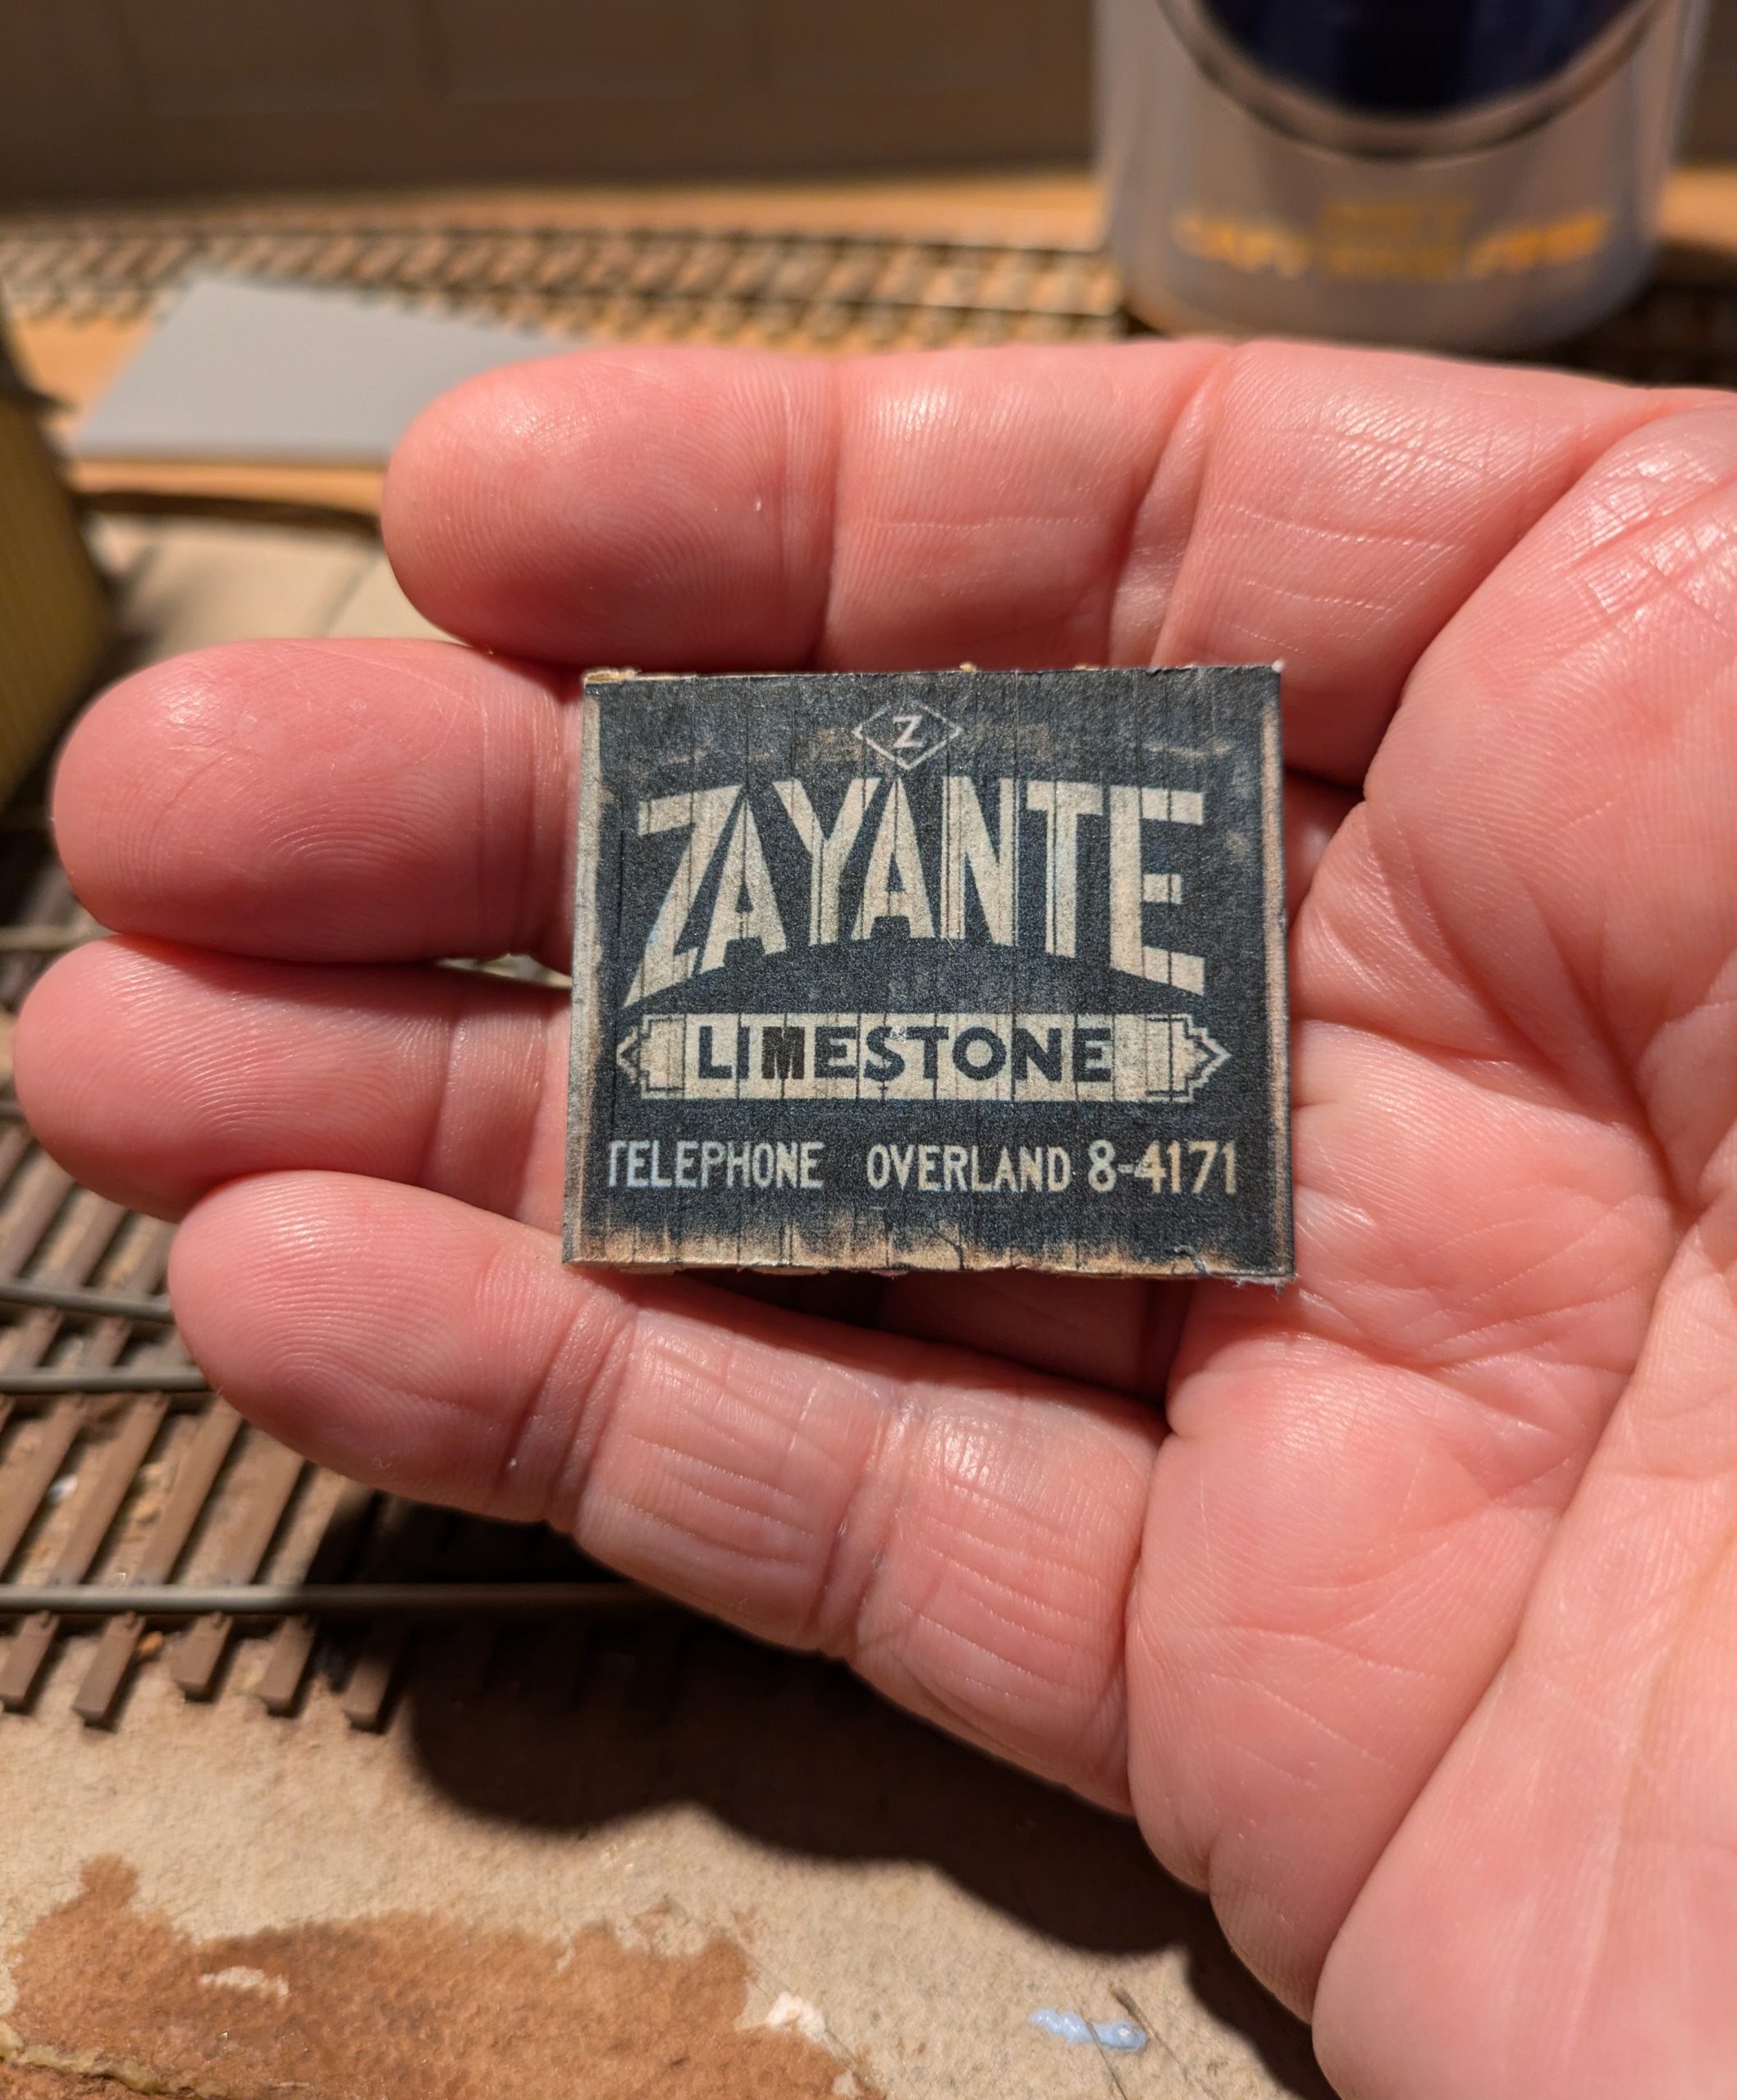 Z
ZAYANTE
LIMESTONE
TELEPHONE OVERLAND 8-4171